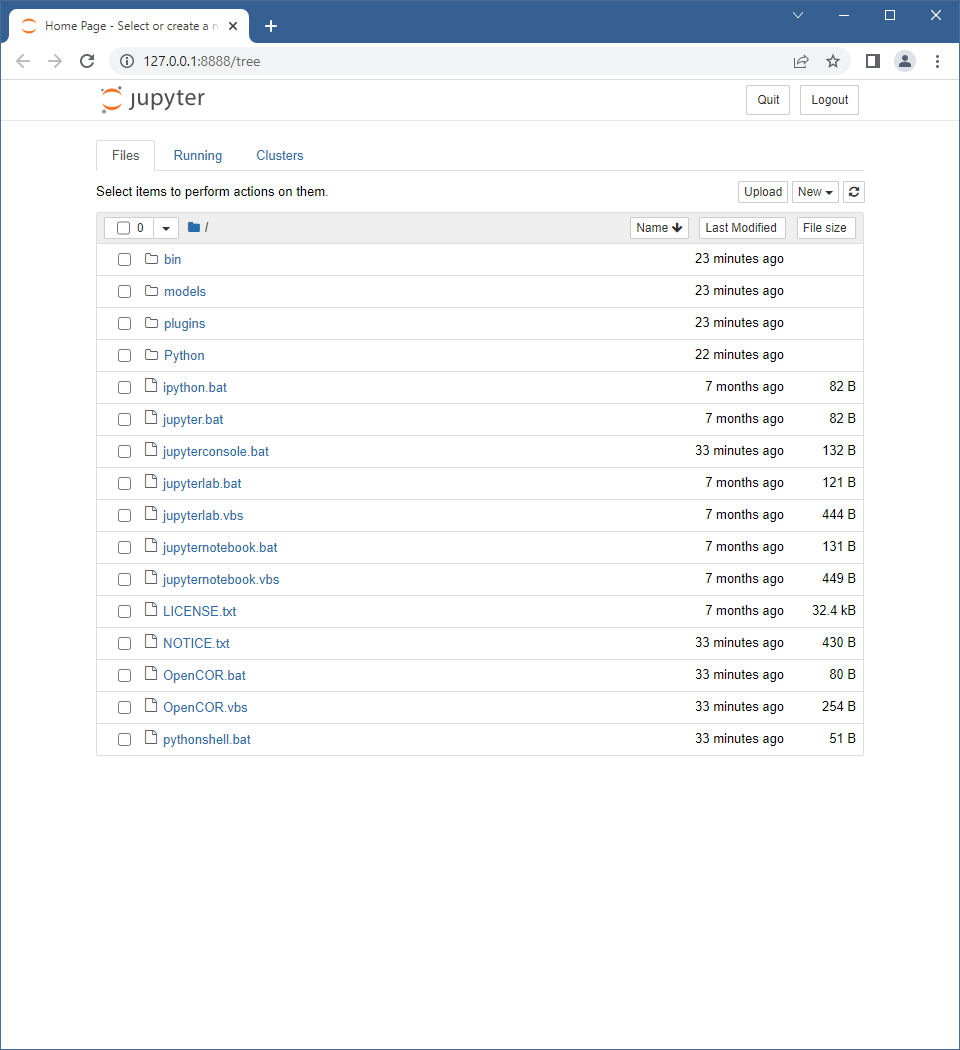 Home Page - Select or create a n
127.0.0.1:8888/tree
jupyter
Quit
Logout
Files
Running
Clusters
Select items to perform actions on them.
Upload
New
0
/
Name
Last Modified
File size
bin 23 minutes ago
models 23 minutes ago
plugins 23 minutes ago
Python 22 minutes ago
ipython.bat 7 months ago 82 B
jupyter.bat 7 months ago 82 B
jupyterconsole.bat 33 minutes ago 132 B
jupyterlab.bat 7 months ago 121 B
jupyterlab.vbs 7 months ago 444 B
jupyternotebook.bat 7 months ago 131 B
jupyternotebook.vbs 7 months ago 449 B
LICENSE.txt 7 months ago 32.4 kB
NOTICE.txt 33 minutes ago 430 B
OpenCOR.bat 33 minutes ago 80 B
OpenCOR.vbs 33 minutes ago 254 B
pythonshell.bat 33 minutes ago 51 B